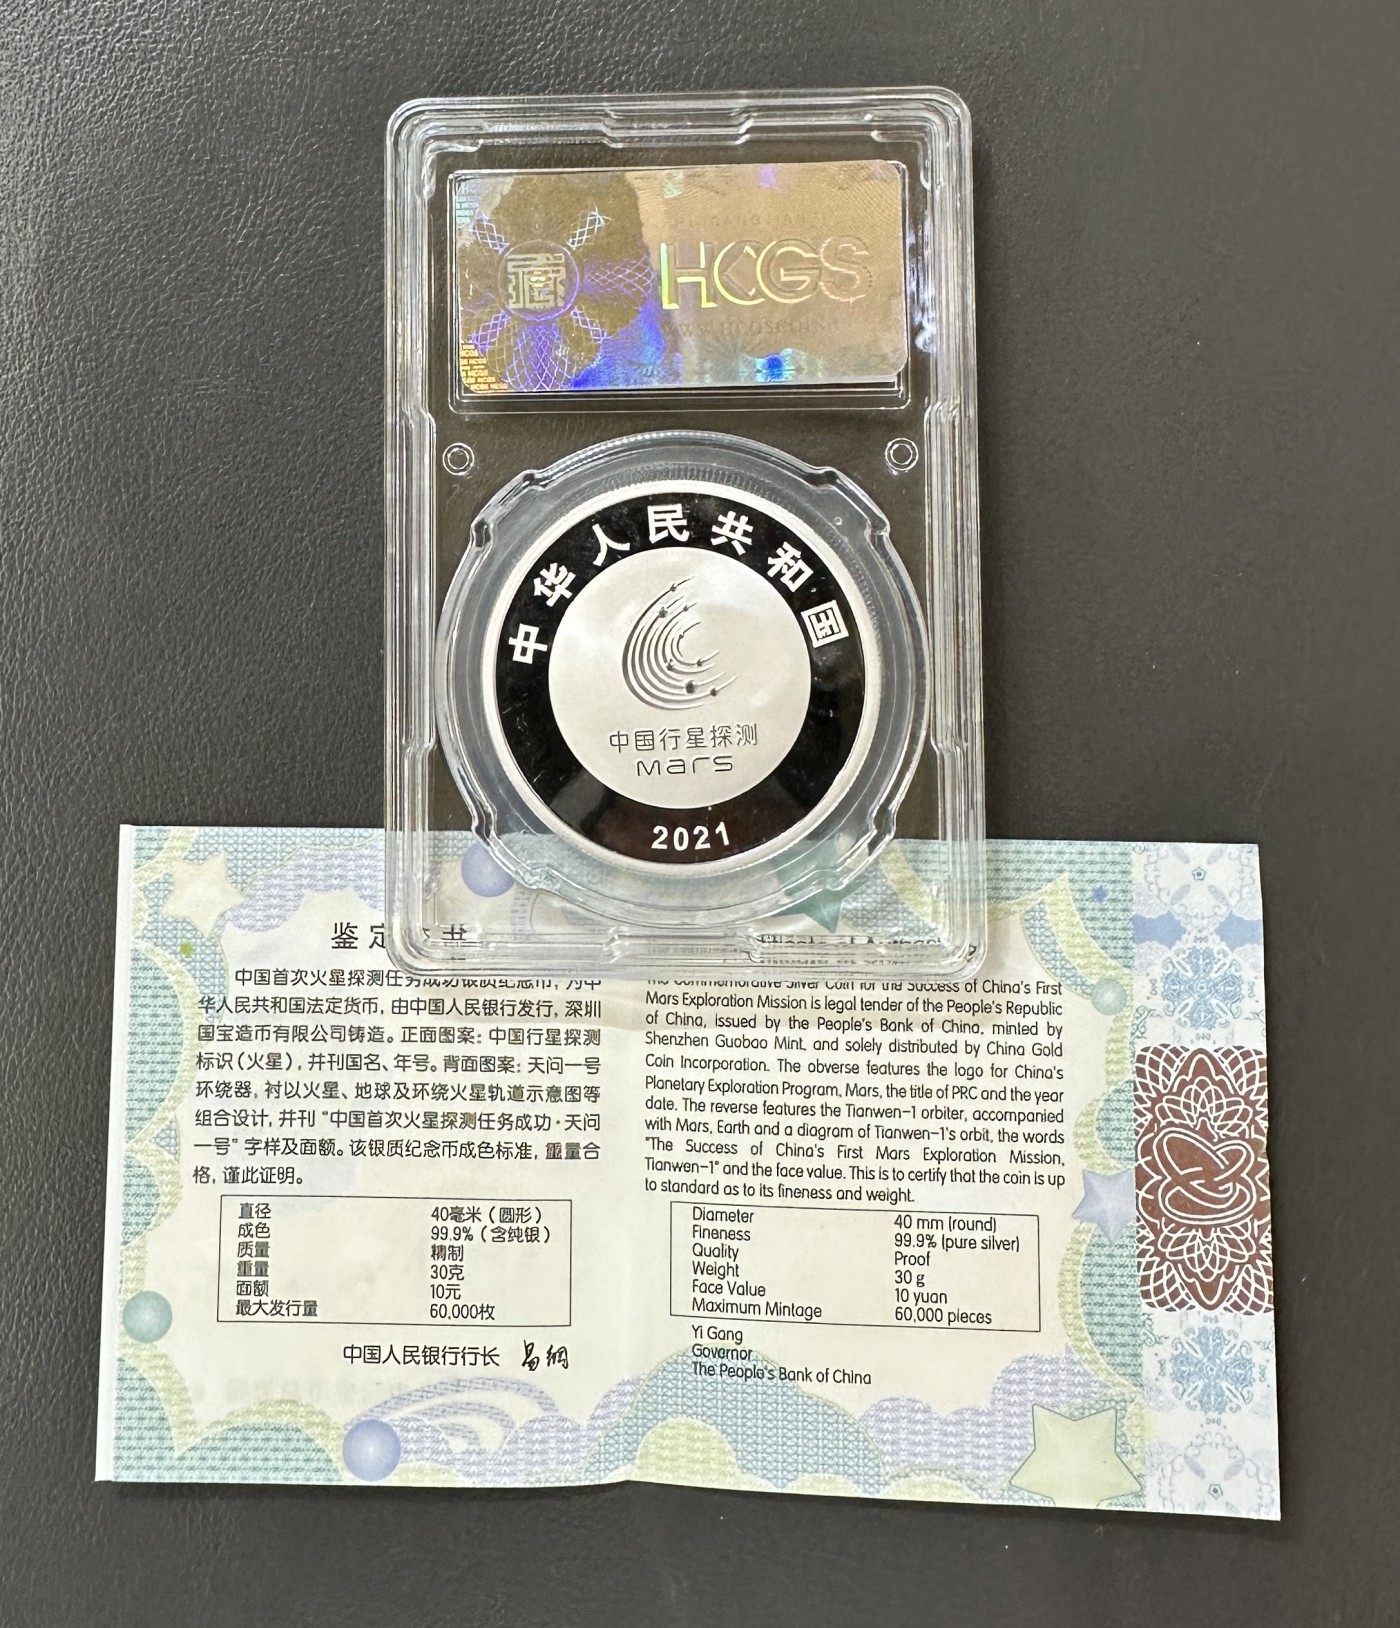 HCGS
中华人民共和国
中国行星探测
Mars
2021
鉴定
书
中国首次火星探测任务成功银质纪念币，为中
华人民共和国法定货币，由中国人民银行发行，深圳
国宝造币有限公司铸造。正面图案：中国行星探测
标识（火星），并刊国名、年号。背面图案：天问一号
环绕器，衬以火星、地球及环绕火星轨道示意图等
组合设计，并刊“中国首次火星探测任务成功·天问
一号”字样及面额。该银质纪念币成色标准，重量合
格，谨此证明。
直径 40毫米（圆形）
成色 99.9%（含纯银）
质量 精制
重量 30克
面额 10元
最大发行量 60,000枚
中国人民银行行长 易纲
The Commemorative Silver Coin for the Success of China's First
Mars Exploration Mission is legal tender of the People's Republic
of China, issued by the People's Bank of China, minted by
Shenzhen Guobao Mint, and solely distributed by China Gold
Coin Incorporation. The obverse features the logo for China's
Planetary Exploration Program, Mars, the title of PRC and the year
date. The reverse features the Tianwen-1 orbiter, accompanied
with Mars, Earth and a diagram of Tianwen-1's orbit, the words
"The Success of China's First Mars Exploration Mission,
Tianwen-1" and the face value. This is to certify that the coin is up
to standard as to its fineness and weight.
Diameter 40 mm (round)
Fineness 99.9% (pure silver)
Quality Proof
Weight 30 g
Face Value 10 yuan
Maximum Mintage 60,000 pieces
Yi Gang
Governor
The People's Bank of China